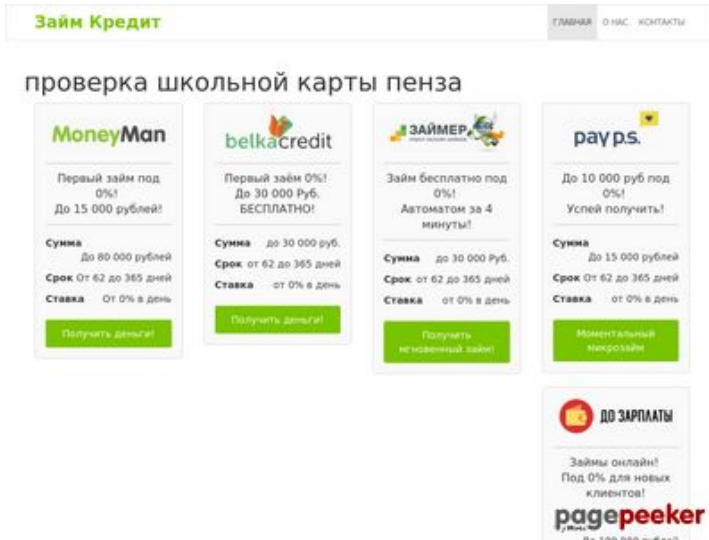 Займ Кредит
ГЛАВНАЯ О НАС КОНТАКТЫ
проверка школьной карты пенза
MoneyMan
Первый займ под
0%!
До 15 000 рублей!
Сумма
До 80 000 рублей
Срок От 62 до 365 дней
Ставка От 0% в день
Получить деньги!
belkacredit
Первый заём 0%!
До 30 000 Руб.
БЕСПЛАТНО!
Сумма до 30 000 руб.
Срок от 62 до 365 дней
Ставка от 0% в день
Получить деньги!
ЗАЙМЕР
Займ бесплатно под
0%!
Автоматом за 4
минуты!
Сумма до 30 000 Руб.
Срок от 62 до 365 дней
Ставка от 0% в день
Получить
мгновенный займ!
pay p.s.
До 10 000 руб под
0%!
Успей получить!
Сумма
До 15 000 рублей
Срок От 62 до 365 дней
Ставка от 0% в день
Моментальный
микрозайм
ДО ЗАРПЛАТЫ
Займы онлайн!
Под 0% для новых
клиентов!
pagepeeker
До 100 000 рублей